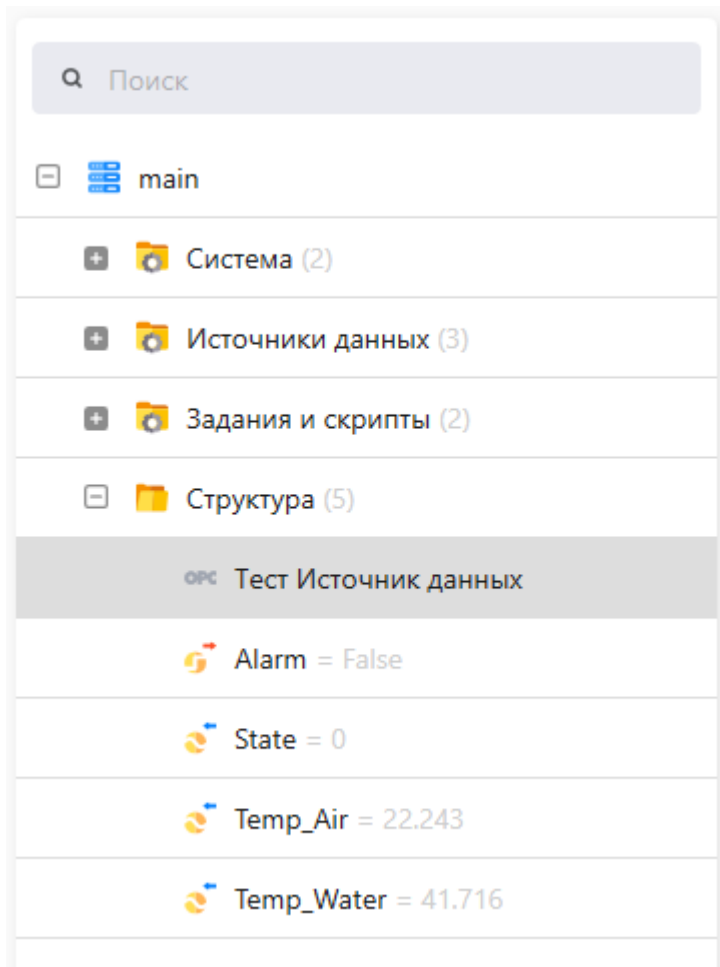 Поиск
main
Система (2)
Источники данных (3)
Задания и скрипты (2)
Структура (5)
OPC Тест Источник данных
Alarm = False
State = 0
Temp_Air = 22.243
Temp_Water = 41.716